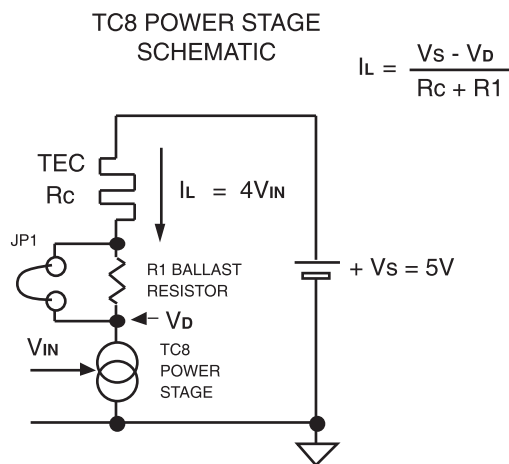 TC8 POWER STAGE
SCHEMATIC
IL = Vs - VD
Rc + R1
TEC
Rc
IL = 4VIN
JP1
R1 BALLAST
RESISTOR
+ Vs = 5V
VD
VIN
TC8
POWER
STAGE